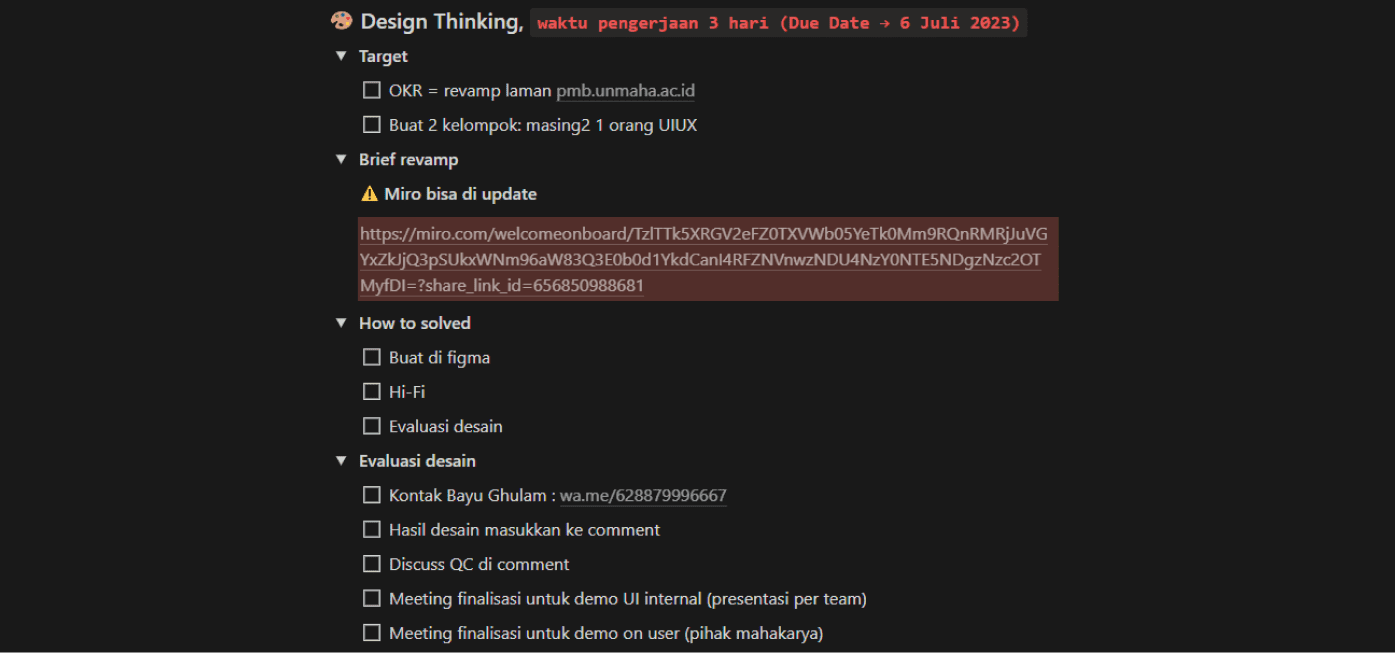 🎨 Design Thinking, waktu pengerjaan 3 hari (Due Date → 6 Juli 2023)
▼ Target
OKR = revamp laman pmb.unmaha.ac.id
Buat 2 kelompok: masing2 1 orang UIUX
▼ Brief revamp
⚠️ Miro bisa di update
https://miro.com/welcomeonboard/TzlTTk5XRGV2eFZ0TXVWb05YeTk0Mm9RQnRMRjJuVG
YxZkJjQ3pSUkxWNm96aW83Q3E0b0d1YkdCanI4RFZNVnwzNDU4NzY0NTE5NDgzNzc2OT
MyfDI=?share_link_id=656850988681
▼ How to solved
Buat di figma
Hi-Fi
Evaluasi desain
▼ Evaluasi desain
Kontak Bayu Ghulam : wa.me/628879996667
Hasil desain masukkan ke comment
Discuss QC di comment
Meeting finalisasi untuk demo UI internal (presentasi per team)
Meeting finalisasi untuk demo on user (pihak mahakarya)